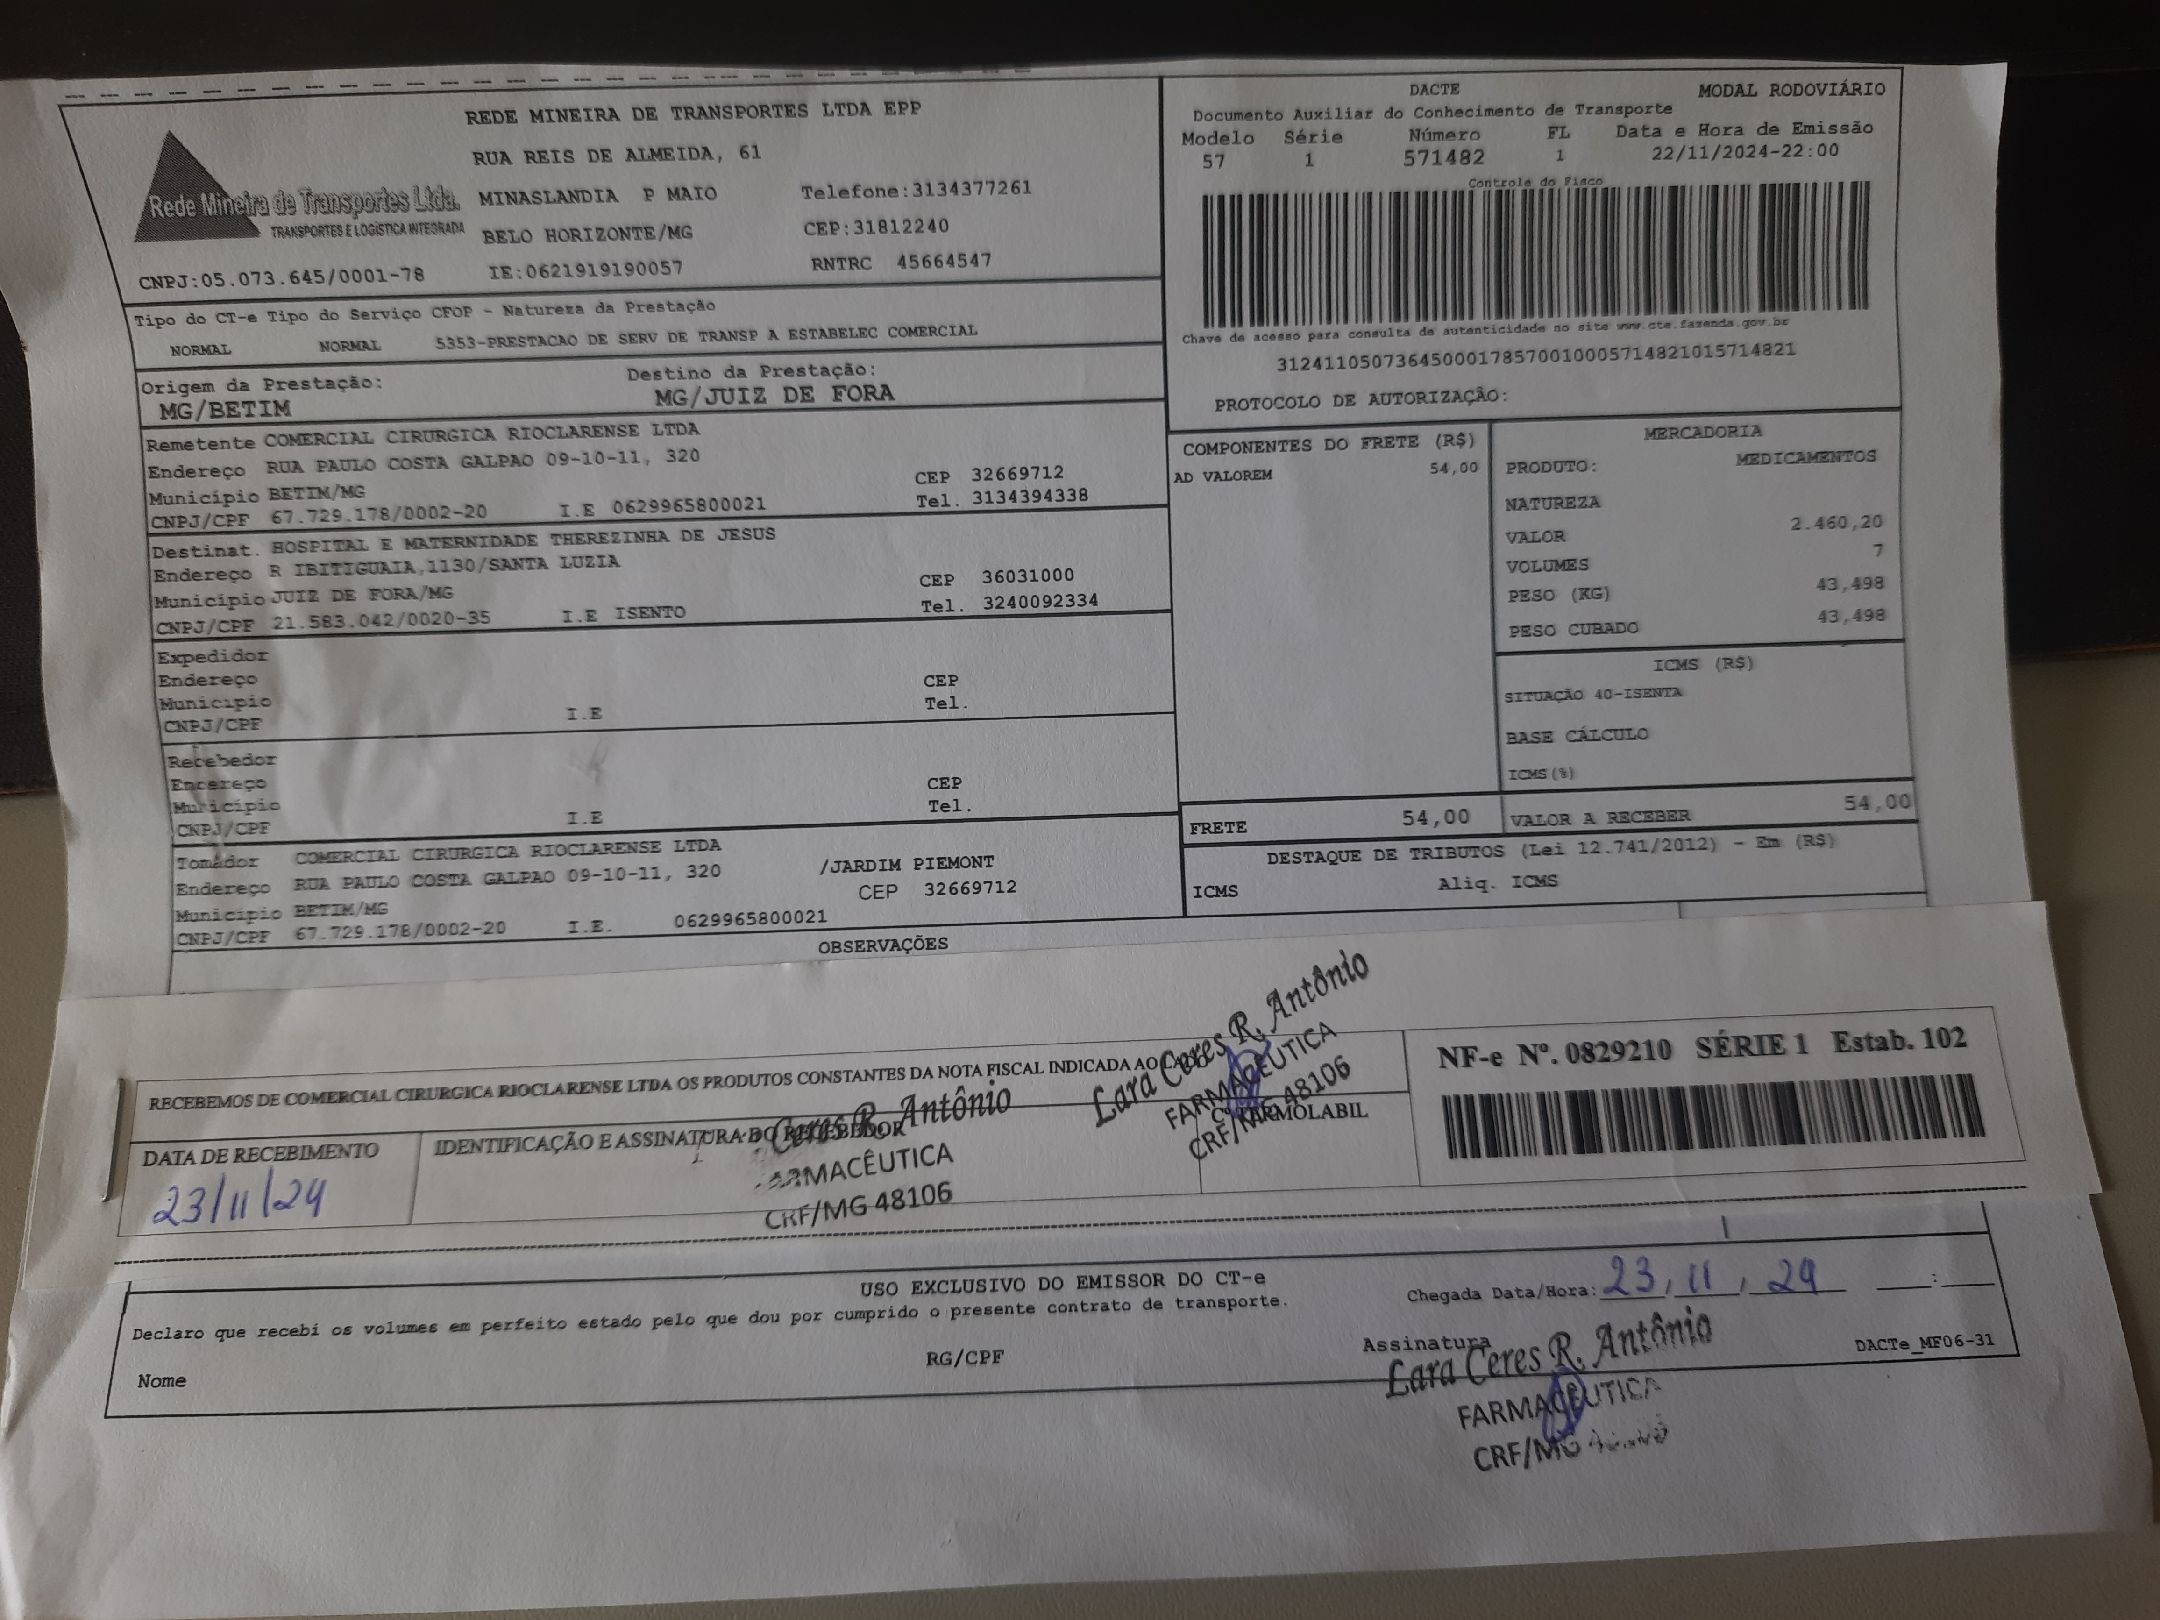 REDE MINEIRA DE TRANSPORTES LTDA EPP
RUA REIS DE ALMEIDA, 61
MINASLANDIA P MAIO Telefone:3134377261
BELO HORIZONTE/MG CEP:31812240
CNPJ:05.073.645/0001-78 IE:0621919190057 RNTRC 45664547
Rede Mineira de Transportes Ltda.
TRANSPORTES E LOGÍSTICA INTEGRADA
DACTE MODAL RODOVIÁRIO
Documento Auxiliar do Conhecimento de Transporte
Modelo Série Número FL Data e Hora de Emissão
57 1 571482 1 22/11/2024-22:00
Controle do Fisco
Chave de acesso para consulta de autenticidade no site www.cte.fazenda.gov.br
31241105073645000178570010005714821015714821
PROTOCOLO DE AUTORIZAÇÃO:
Tipo do CT-e Tipo do Serviço CFOP - Natureza da Prestação
NORMAL NORMAL 5353-PRESTACAO DE SERV DE TRANSP A ESTABELEC COMERCIAL
Origem da Prestação: Destino da Prestação:
MG/BETIM MG/JUIZ DE FORA
Remetente COMERCIAL CIRURGICA RIOCLARENSE LTDA
Endereço RUA PAULO COSTA GALPAO 09-10-11, 320 CEP 32669712
Município BETIM/MG Tel. 3134394338
CNPJ/CPF 67.729.178/0002-20 I.E 0629965800021
Destinat. HOSPITAL E MATERNIDADE THEREZINHA DE JESUS
Endereço R IBITIGUAIA,1130/SANTA LUZIA CEP 36031000
Município JUIZ DE FORA/MG Tel. 3240092334
CNPJ/CPF 21.583.042/0020-35 I.E ISENTO
Expedidor
Endereço CEP
Município Tel.
CNPJ/CPF I.E
Recebedor
Endereço CEP
Município Tel.
CNPJ/CPF I.E
Tomador COMERCIAL CIRURGICA RIOCLARENSE LTDA /JARDIM PIEMONT
Endereço RUA PAULO COSTA GALPAO 09-10-11, 320 CEP 32669712
Município BETIM/MG
CNPJ/CPF 67.729.178/0002-20 I.E. 0629965800021
OBSERVAÇÕES
COMPONENTES DO FRETE (R$)
AD VALOREM 54,00
MERCADORIA
PRODUTO: MEDICAMENTOS
NATUREZA
VALOR 2.460,20
VOLUMES 7
PESO (KG) 43,498
PESO CUBADO 43,498
ICMS (R$)
SITUAÇÃO 40-ISENTA
BASE CÁLCULO
ICMS(%)
FRETE 54,00 VALOR A RECEBER 54,00
DESTAQUE DE TRIBUTOS (Lei 12.741/2012) - Em (R$)
ICMS Aliq. ICMS
RECEBEMOS DE COMERCIAL CIRURGICA RIOCLARENSE LTDA OS PRODUTOS CONSTANTES DA NOTA FISCAL INDICADA AO LADO
DATA DE RECEBIMENTO IDENTIFICAÇÃO E ASSINATURA DO RECEBEDOR
23/11/24
Ceres R. Antônio
FARMACÊUTICA
CRF/MG 48106
Lara Ceres R. Antônio
FARMACÊUTICA
CRF/MG 48106
NF-e Nº. 0829210 SÉRIE 1 Estab. 102
USO EXCLUSIVO DO EMISSOR DO CT-e
Declaro que recebi os volumes em perfeito estado pelo que dou por cumprido o presente contrato de transporte.
Chegada Data/Hora: 23, 11, 24 :
Nome RG/CPF Assinatura DACTe_MF06-31
Lara Ceres R. Antônio
FARMACÊUTICA
CRF/MG